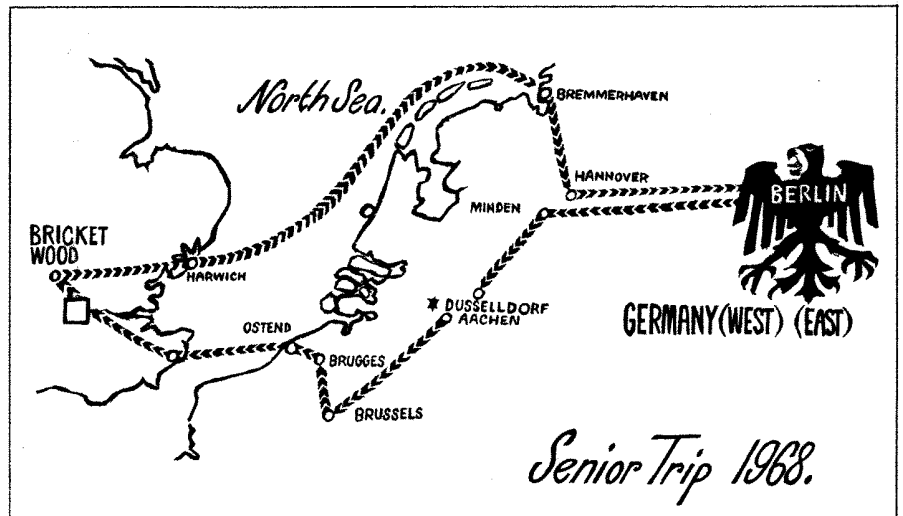 North Sea.
BREMMERHAVEN
HANNOVER
BERLIN
MINDEN
BRICKET
WOOD
HARWICH
DUSSELDORF
AACHEN
GERMANY (WEST) (EAST)
OSTEND
BRUGGES
BRUSSELS
Senior Trip 1968.